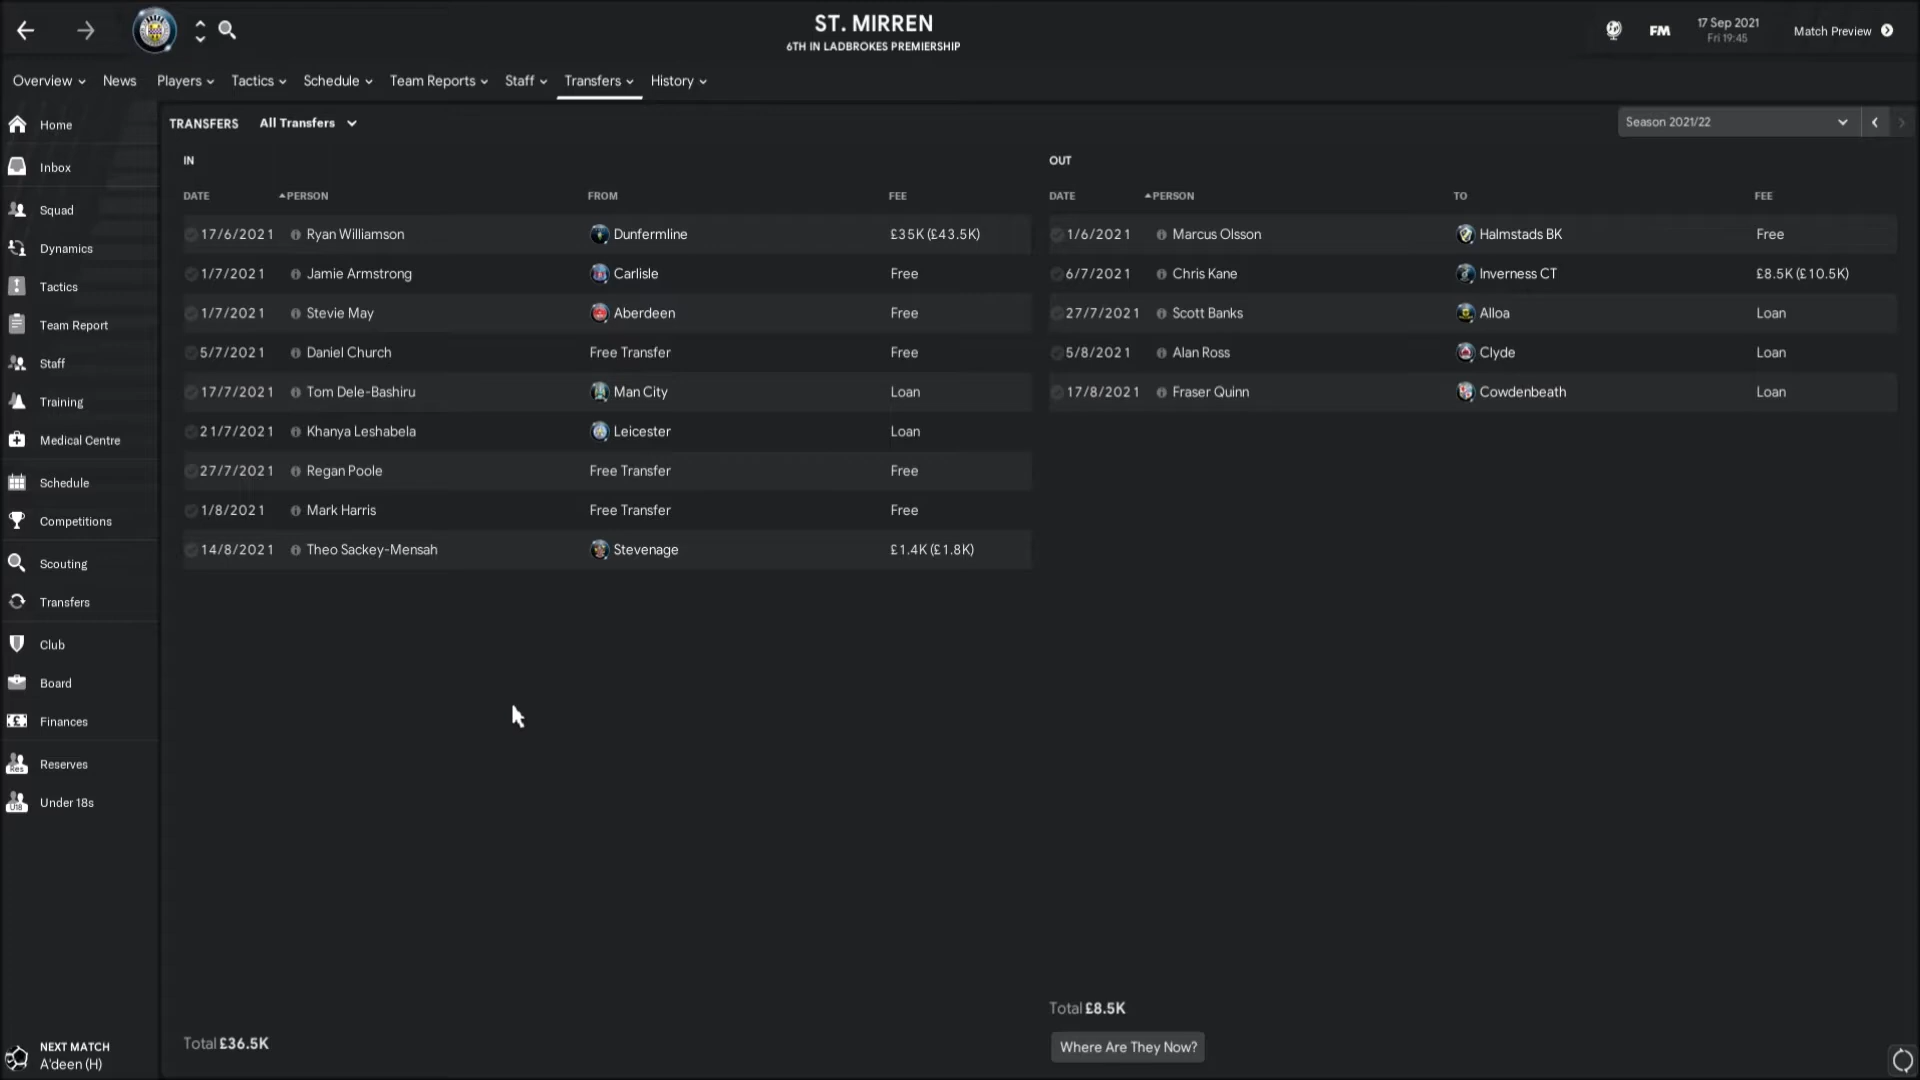 ST. MIRREN
6TH IN LADBROKES PREMIERSHIP
FM
17 Sep 2021
Fri 19:45
Match Preview
Overview
News
Players
Tactics
Schedule
Team Reports
Staff
Transfers
History
Home
Inbox
Squad
Dynamics
Tactics
Team Report
Staff
Training
Medical Centre
Schedule
Competitions
Scouting
Transfers
Club
Board
Finances
Reserves
Under 18s
NEXT MATCH
A'deen (H)
TRANSFERS All Transfers
Season 2021/22
IN
DATE PERSON FROM FEE
17/6/2021 Ryan Williamson Dunfermline £35K (£43.5K)
1/7/2021 Jamie Armstrong Carlisle Free
1/7/2021 Stevie May Aberdeen Free
5/7/2021 Daniel Church Free Transfer Free
17/7/2021 Tom Dele-Bashiru Man City Loan
21/7/2021 Khanya Leshabela Leicester Loan
27/7/2021 Regan Poole Free Transfer Free
1/8/2021 Mark Harris Free Transfer Free
14/8/2021 Theo Sackey-Mensah Stevenage £1.4K (£1.8K)
Total £36.5K
OUT
DATE PERSON TO FEE
1/6/2021 Marcus Olsson Halmstads BK Free
6/7/2021 Chris Kane Inverness CT £8.5K (£10.5K)
27/7/2021 Scott Banks Alloa Loan
5/8/2021 Alan Ross Clyde Loan
17/8/2021 Fraser Quinn Cowdenbeath Loan
Total £8.5K
Where Are They Now?